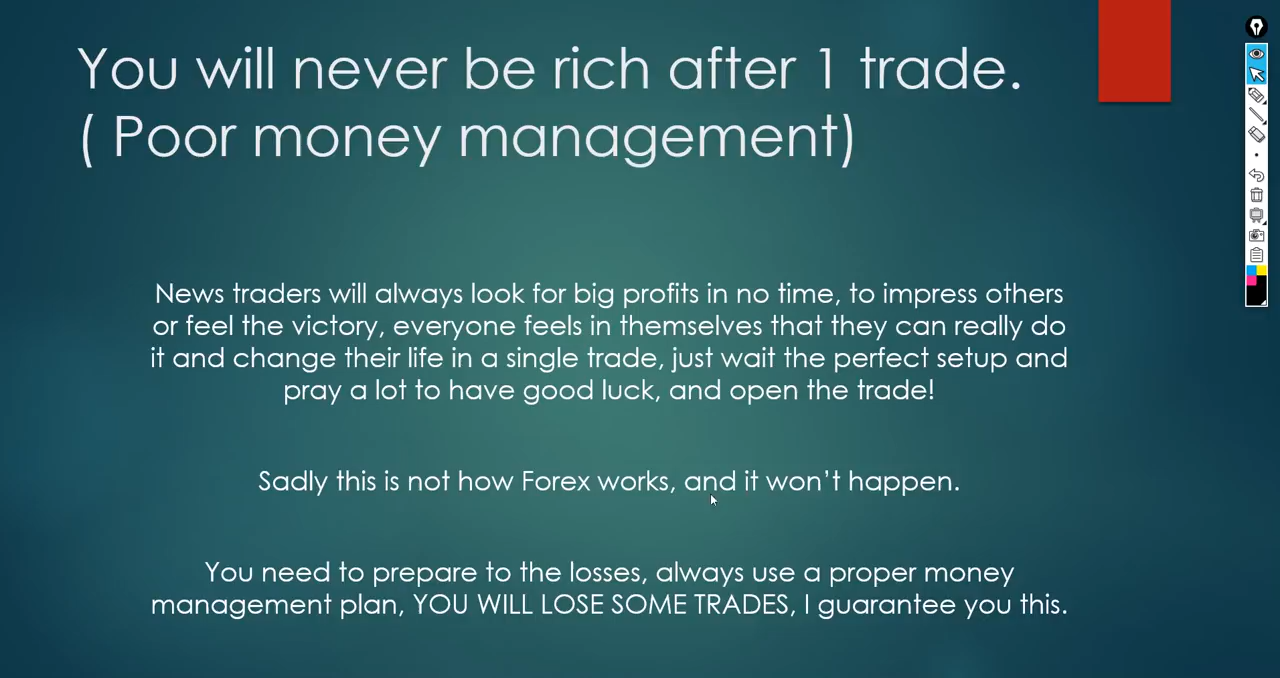 You will never be rich after 1 trade.
( Poor money management)
News traders will always look for big profits in no time, to impress others
or feel the victory, everyone feels in themselves that they can really do
it and change their life in a single trade, just wait the perfect setup and
pray a lot to have good luck, and open the trade!
Sadly this is not how Forex works, and it won’t happen.
You need to prepare to the losses, always use a proper money
management plan, YOU WILL LOSE SOME TRADES, I guarantee you this.